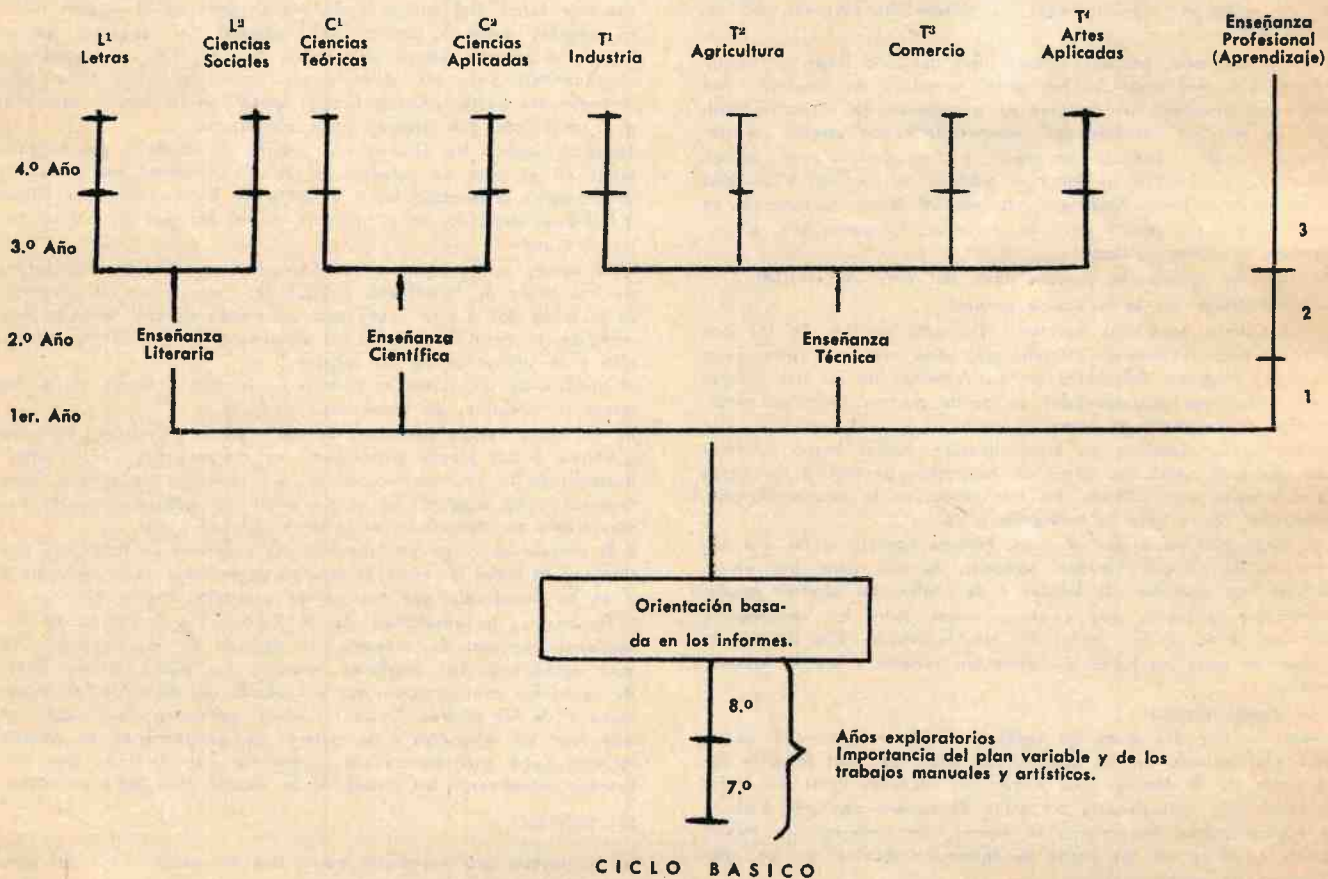 L¹
Letras
L²
Ciencias
Sociales
C¹
Ciencias
Teóricas
C²
Ciencias
Aplicadas
T¹
Industria
T²
Agricultura
T³
Comercio
T⁴
Artes
Aplicadas
Enseñanza
Profesional
(Aprendizaje)
4.º Año
3.º Año
3
2.º Año
Enseñanza
Literaria
Enseñanza
Científica
Enseñanza
Técnica
2
1er. Año
1
Orientación basa-
da en los informes.
8.º
7.º
Años exploratorios
Importancia del plan variable y de los
trabajos manuales y artísticos.
CICLO BASICO